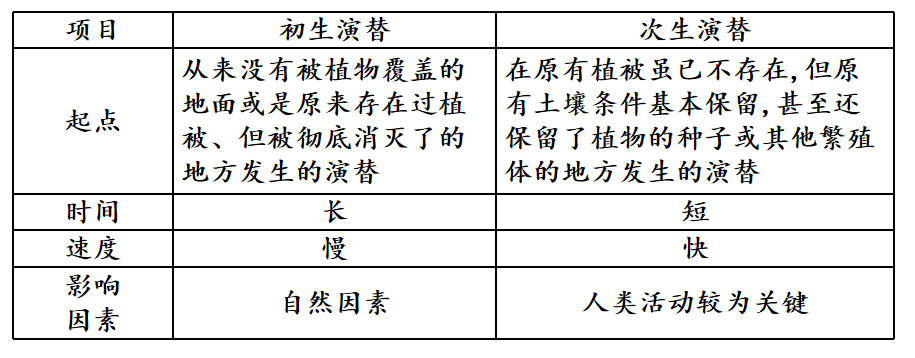 项目 初生演替 次生演替
起点
从来没有被植物覆盖的
地面或是原来存在过植
被、但被彻底消灭了的
地方发生的演替
在原有植被虽已不存在,但原
有土壤条件基本保留,甚至还
保留了植物的种子或其他繁殖
体的地方发生的演替
时间 长 短
速度 慢 快
影响
因素
自然因素
人类活动较为关键